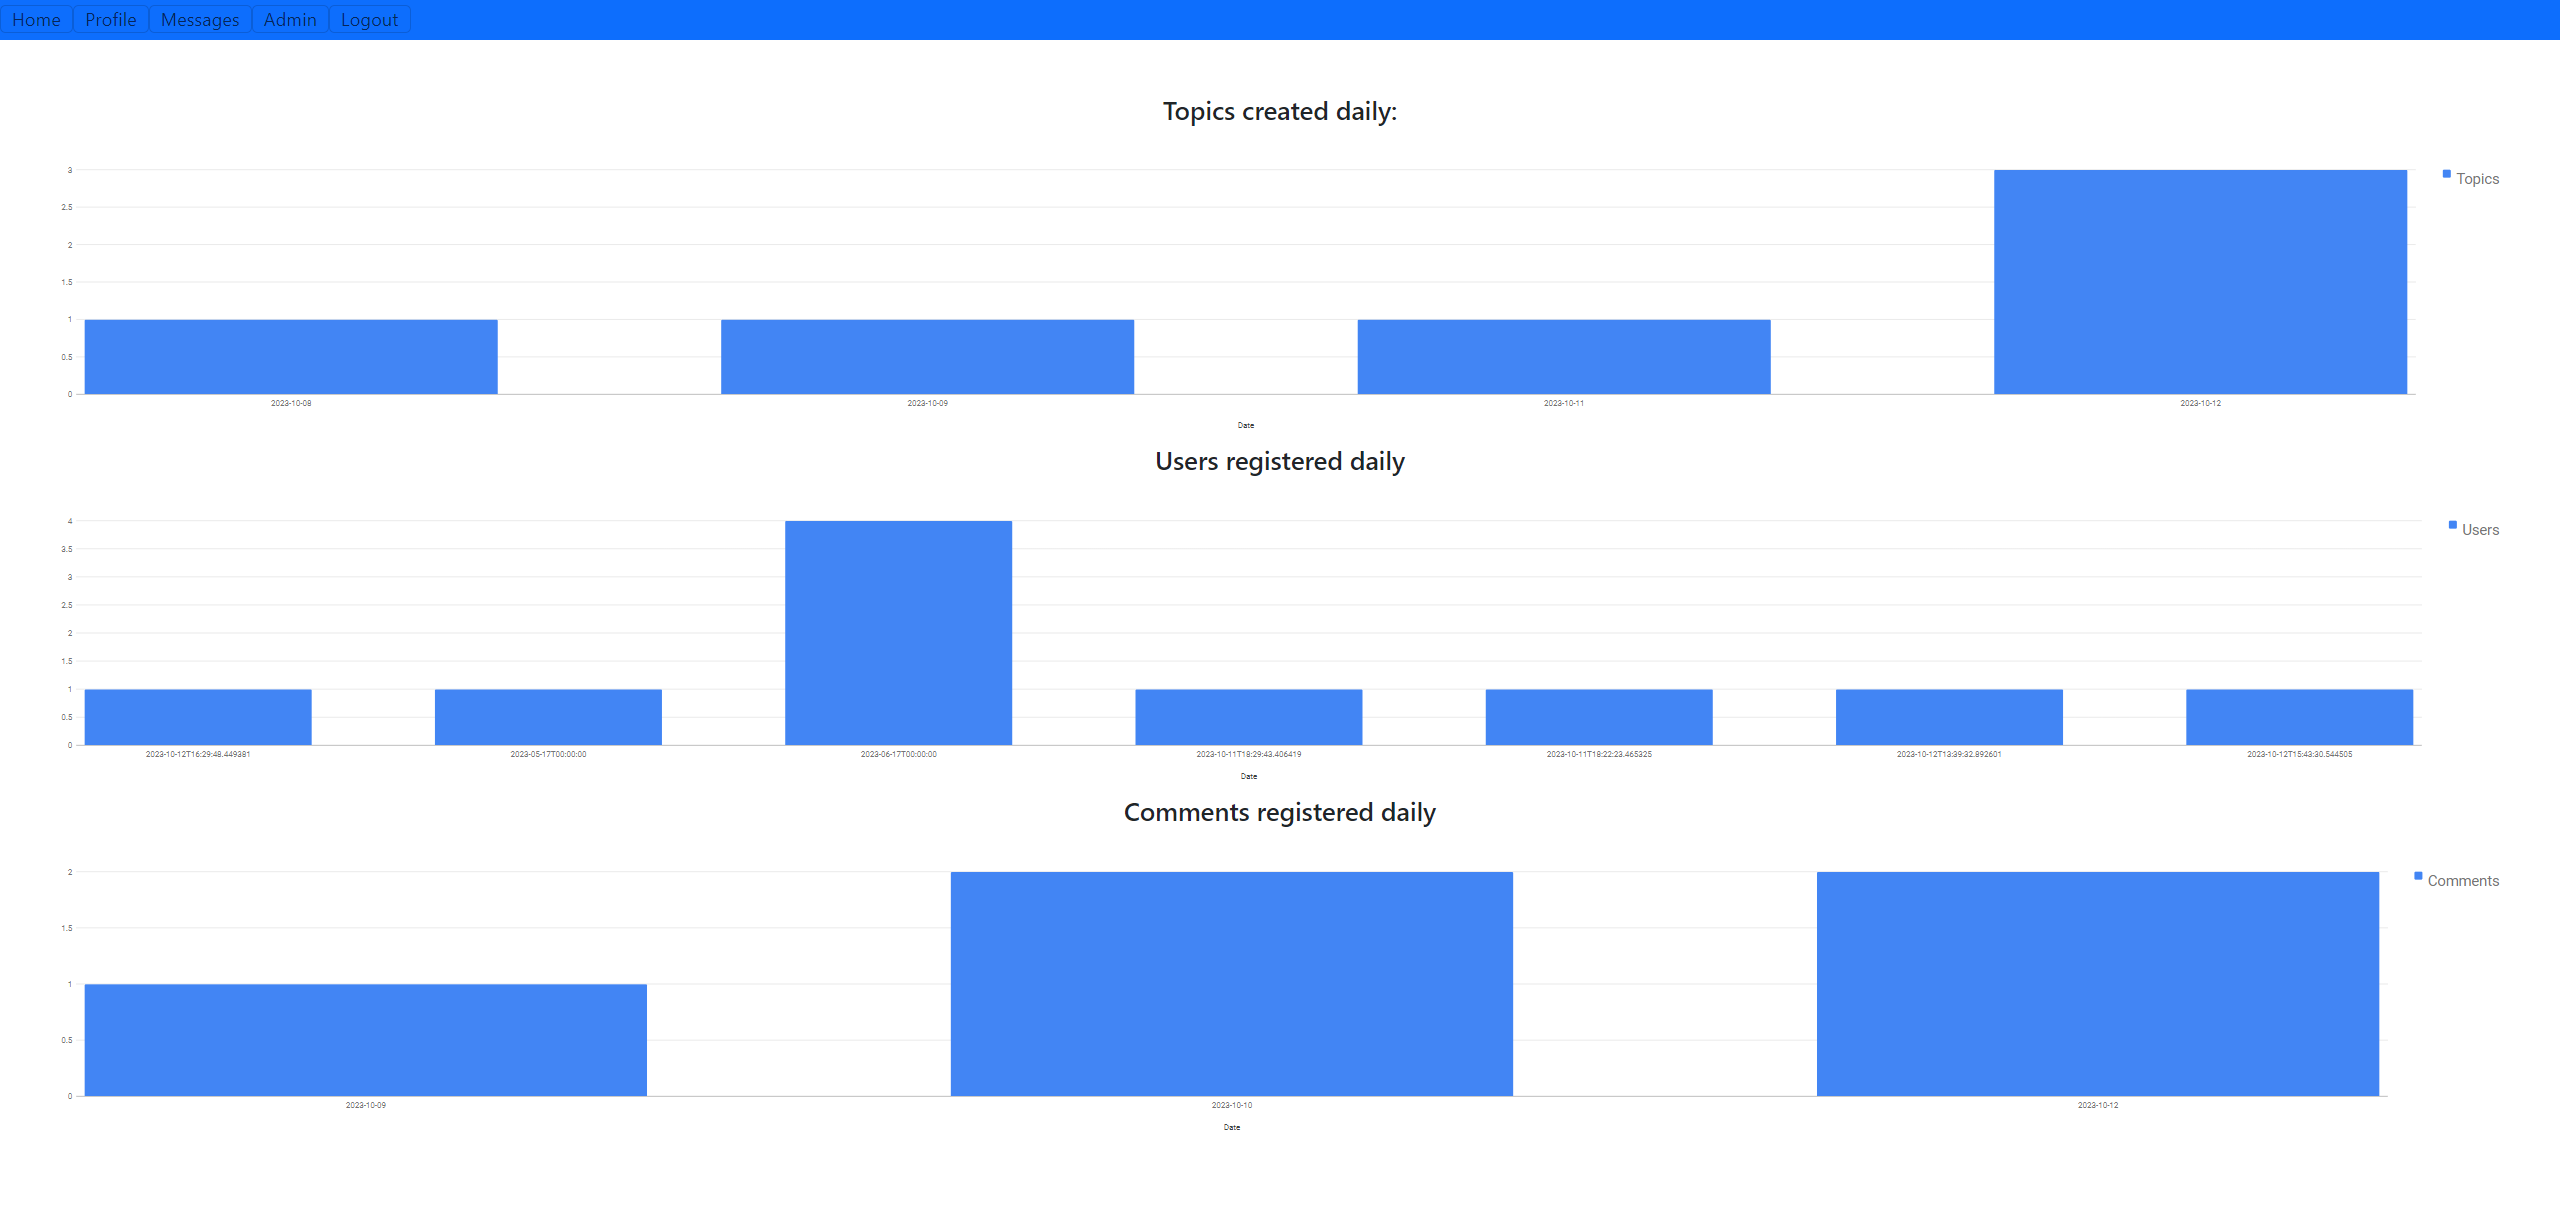 Home Profile Messages Admin Logout
Topics created daily:
3
2.5
2
1.5
1
0.5
0
Topics
2023-10-08 2023-10-09 2023-10-11 2023-10-12
Date
Users registered daily
4
3.5
3
2.5
2
1.5
1
0.5
0
Users
2023-10-12T16:29:48.449381 2023-05-17T00:00:00 2023-06-17T00:00:00 2023-10-11T18:29:43.406419 2023-10-11T18:22:23.465325 2023-10-12T13:39:32.892601 2023-10-12T15:43:30.544505
Date
Comments registered daily
2
1.5
1
0.5
0
Comments
2023-10-09 2023-10-10 2023-10-12
Date